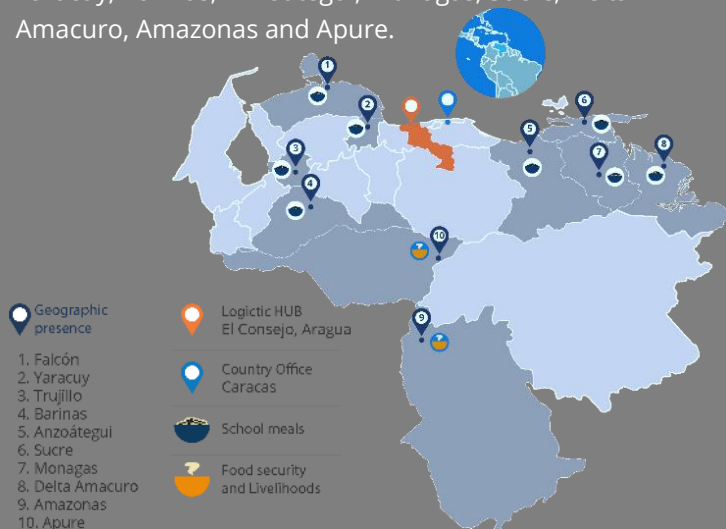 Amacuro, Amazonas and Apure.
1
2
3
4
5
6
7
8
9
10
Geographic
presence
1. Falcón
2. Yaracuy
3. Trujíllo
4. Barinas
5. Anzoátegui
6. Sucre
7. Monagas
8. Delta Amacuro
9. Amazonas
10. Apure
Logictic HUB
El Consejo, Aragua
Country Office
Caracas
School meals
Food security
and Livelihoods